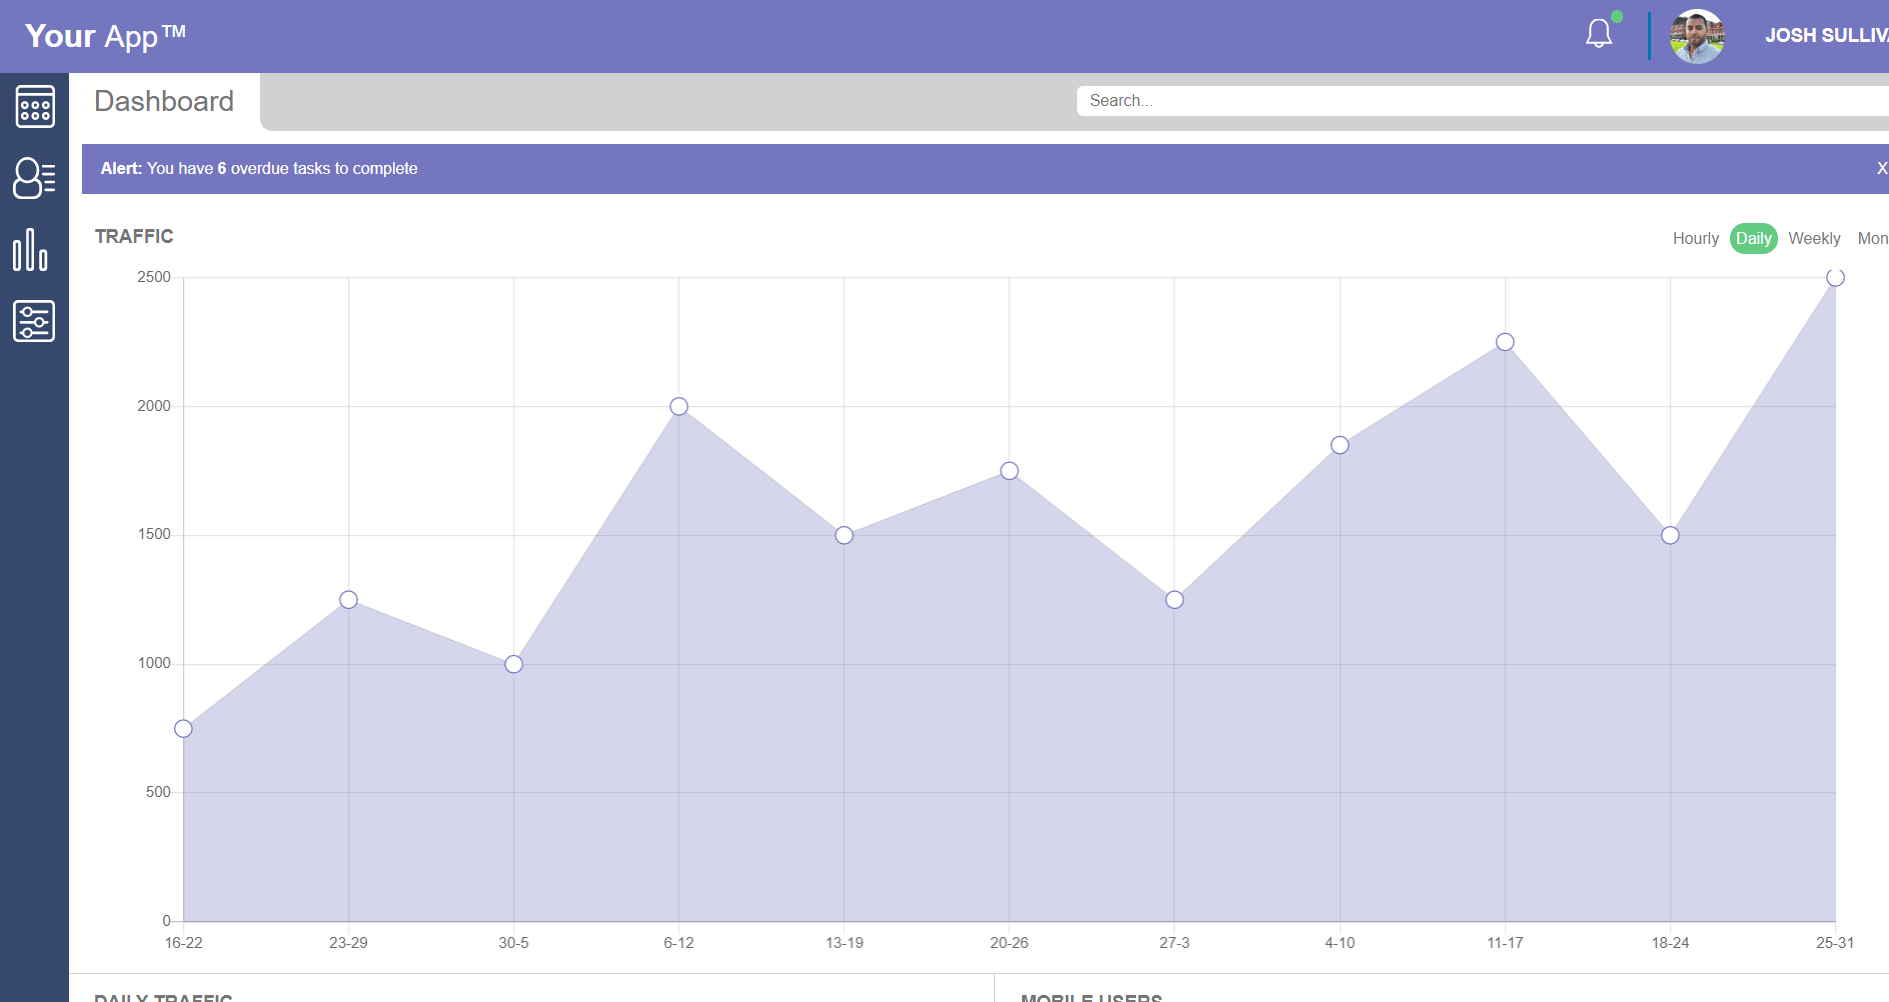 Your App™
JOSH SULLIV
Dashboard
Search...
Alert: You have 6 overdue tasks to complete
X
TRAFFIC
Hourly Daily Weekly Mon
2500
2000
1500
1000
500
0
16-22 23-29 30-5 6-12 13-19 20-26 27-3 4-10 11-17 18-24 25-31
DAILY TRAFFIC
MOBILE USERS